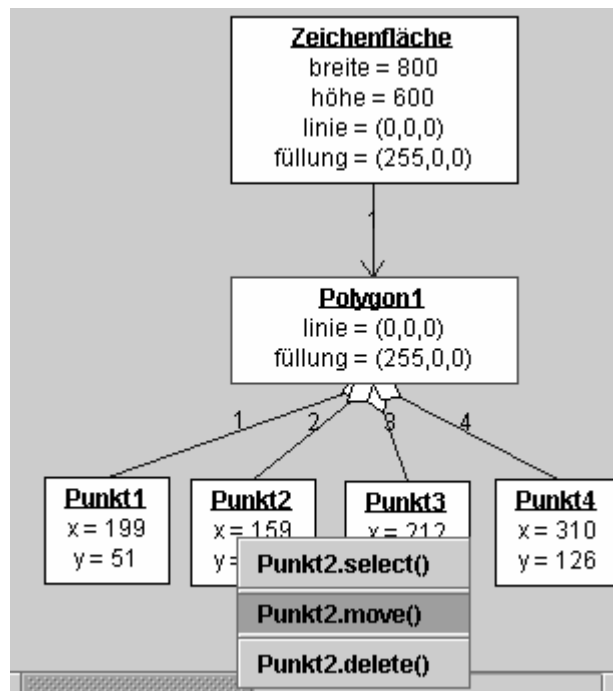 Zeichenfläche
breite = 800
höhe = 600
linie = (0,0,0)
füllung = (255,0,0)
1
Polygon1
linie = (0,0,0)
füllung = (255,0,0)
1 2 3 4
Punkt1 Punkt2 Punkt3 Punkt4
x = 199 x = 159 x = 212 x = 310
y = 51 y = y = 126
Punkt2.select()
Punkt2.move()
Punkt2.delete()